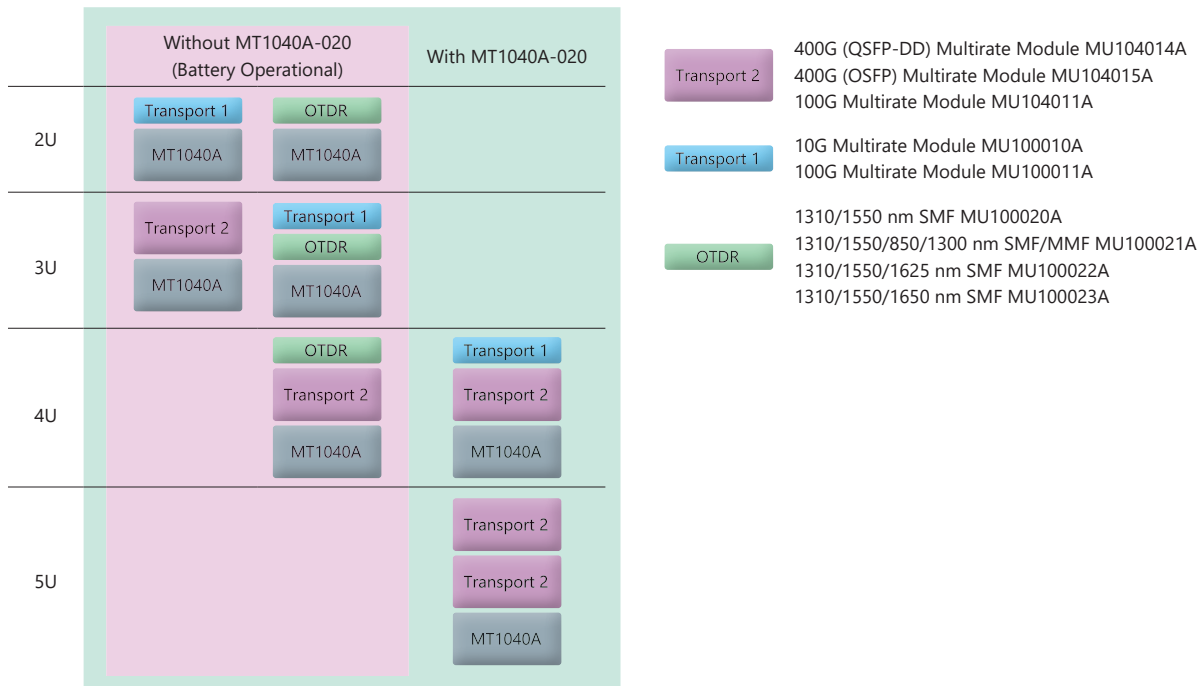 Without MT1040A-020
(Battery Operational)
With MT1040A-020
2U
Transport 1
MT1040A
OTDR
MT1040A
3U
Transport 2
MT1040A
Transport 1
OTDR
MT1040A
4U
OTDR
Transport 2
MT1040A
Transport 1
Transport 2
MT1040A
5U
Transport 2
Transport 2
MT1040A
Transport 2
400G (QSFP-DD) Multirate Module MU104014A
400G (OSFP) Multirate Module MU104015A
100G Multirate Module MU104011A
Transport 1
10G Multirate Module MU100010A
100G Multirate Module MU100011A
OTDR
1310/1550 nm SMF MU100020A
1310/1550/850/1300 nm SMF/MMF MU100021A
1310/1550/1625 nm SMF MU100022A
1310/1550/1650 nm SMF MU100023A